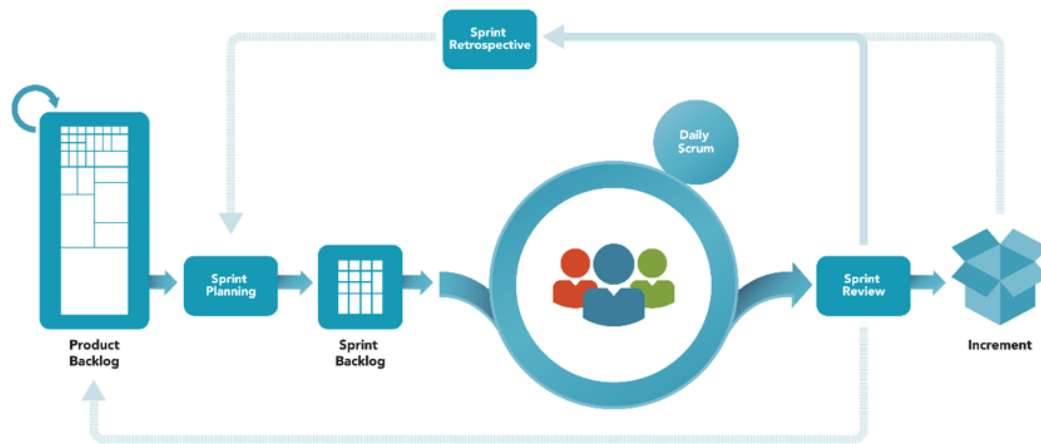 Sprint
Retrospective
Daily
Scrum
Sprint
Planning
Sprint
Review
Product
Backlog
Sprint
Backlog
Increment